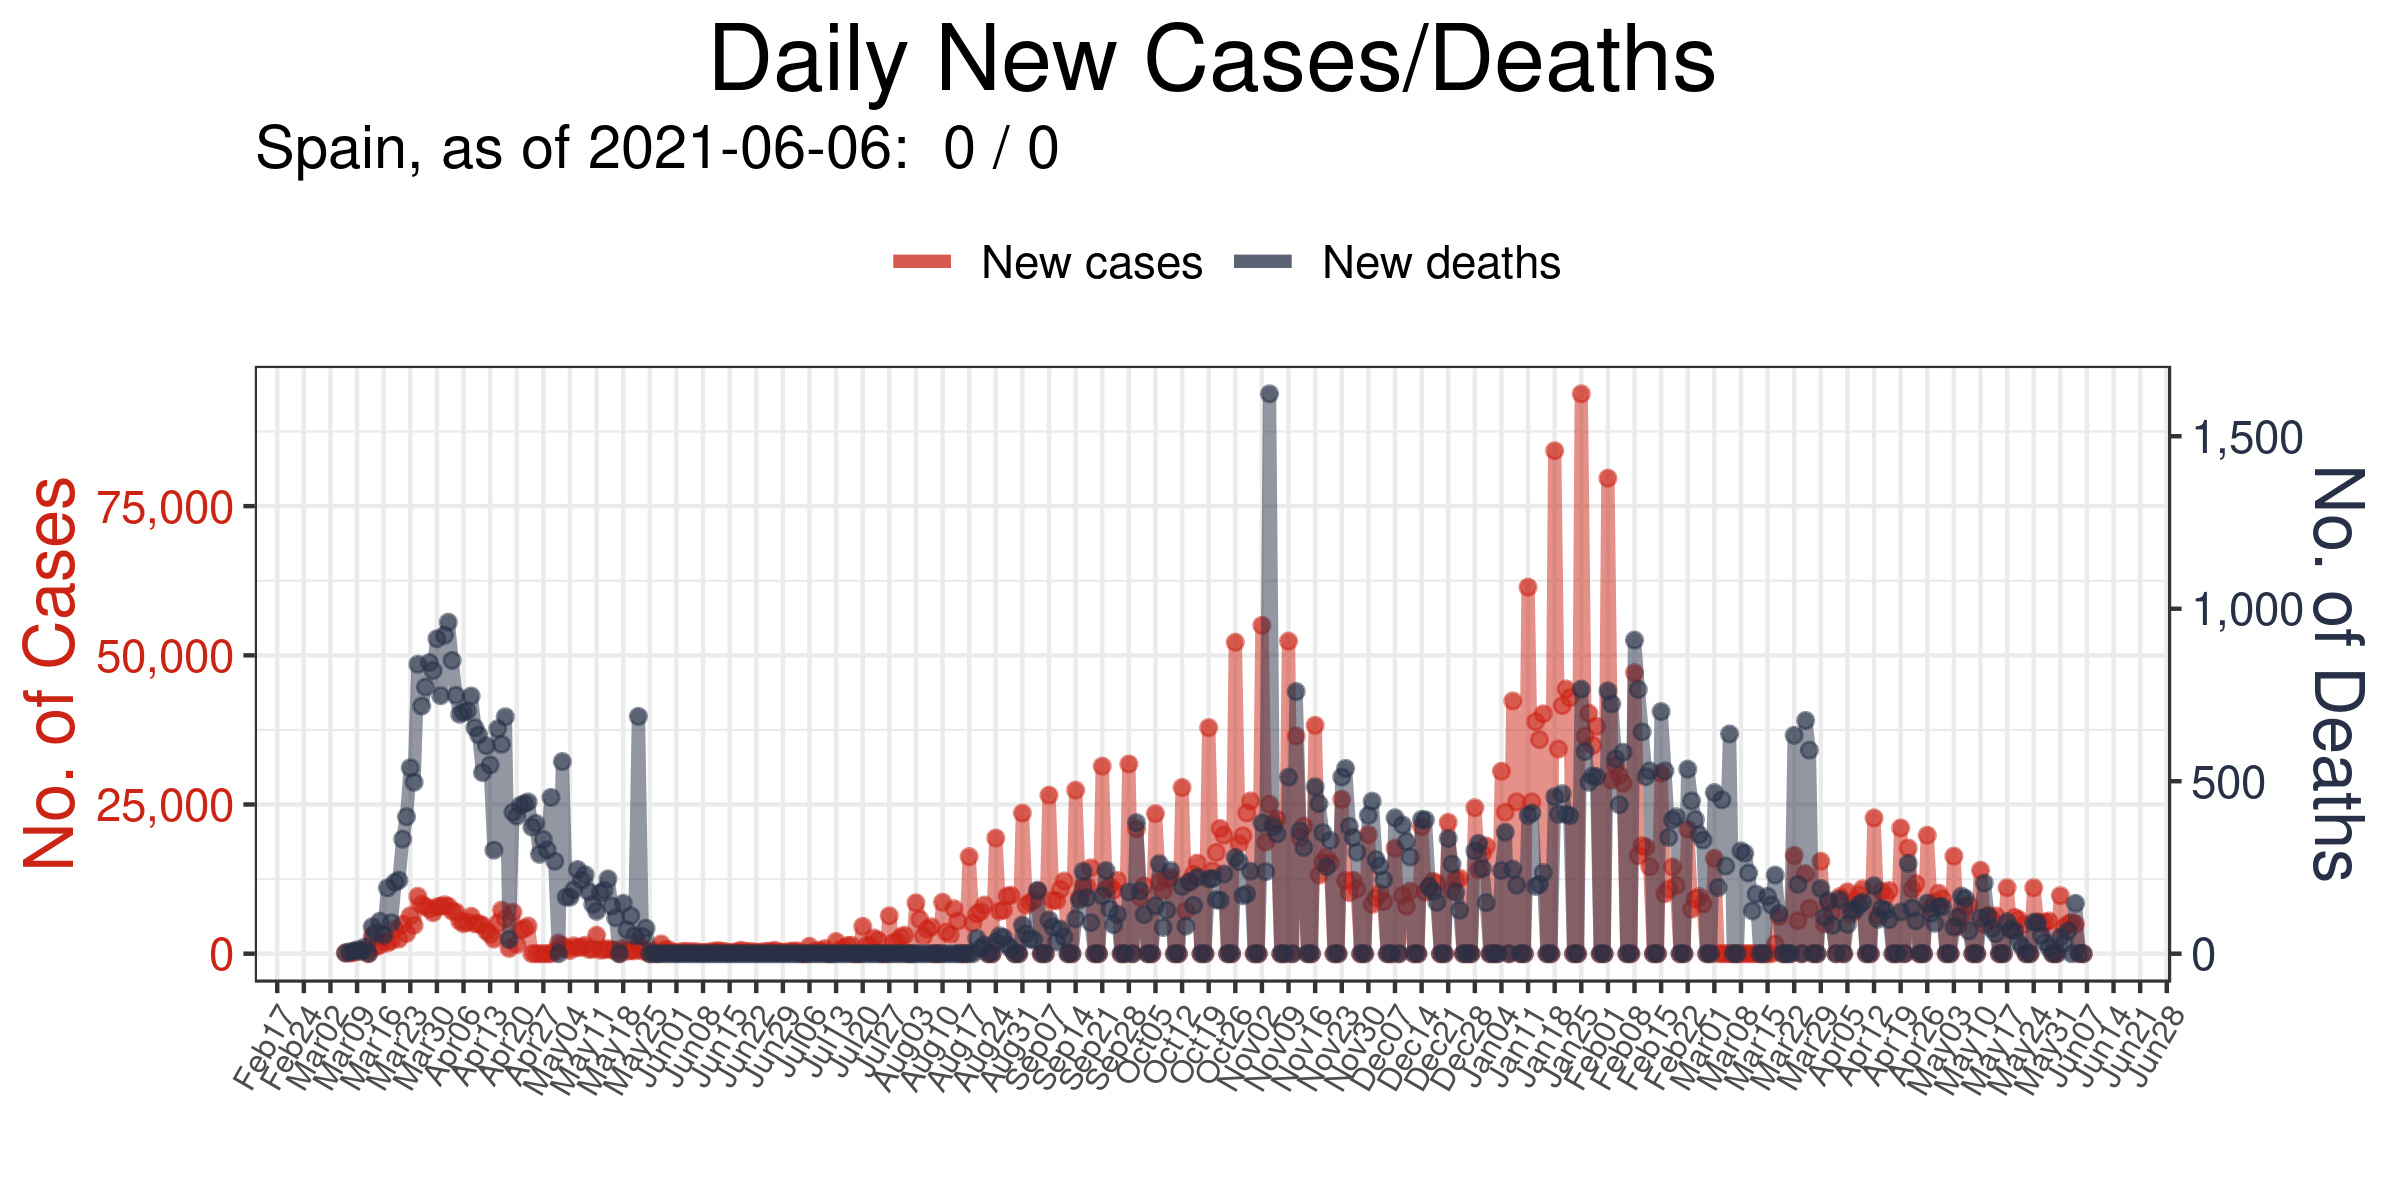 Daily New Cases/Deaths
Spain, as of 2021-06-06:  0 / 0
New cases
New deaths
No. of Cases
75,000
50,000
25,000
0
1,500
1,000
500
0
No. of Deaths
Feb17
Feb24
Mar02
Mar09
Mar16
Mar23
Mar30
Apr06
Apr13
Apr20
Apr27
May04
May11
May18
May25
Jun01
Jun08
Jun15
Jun22
Jun29
Jul06
Jul13
Jul20
Jul27
Aug03
Aug10
Aug17
Aug24
Aug31
Sep07
Sep14
Sep21
Sep28
Oct05
Oct12
Oct19
Oct26
Nov02
Nov09
Nov16
Nov23
Nov30
Dec07
Dec14
Dec21
Dec28
Jan04
Jan11
Jan18
Jan25
Feb01
Feb08
Feb15
Feb22
Mar01
Mar08
Mar15
Mar22
Mar29
Apr05
Apr12
Apr19
Apr26
May03
May10
May17
May24
May31
Jun07
Jun14
Jun21
Jun28